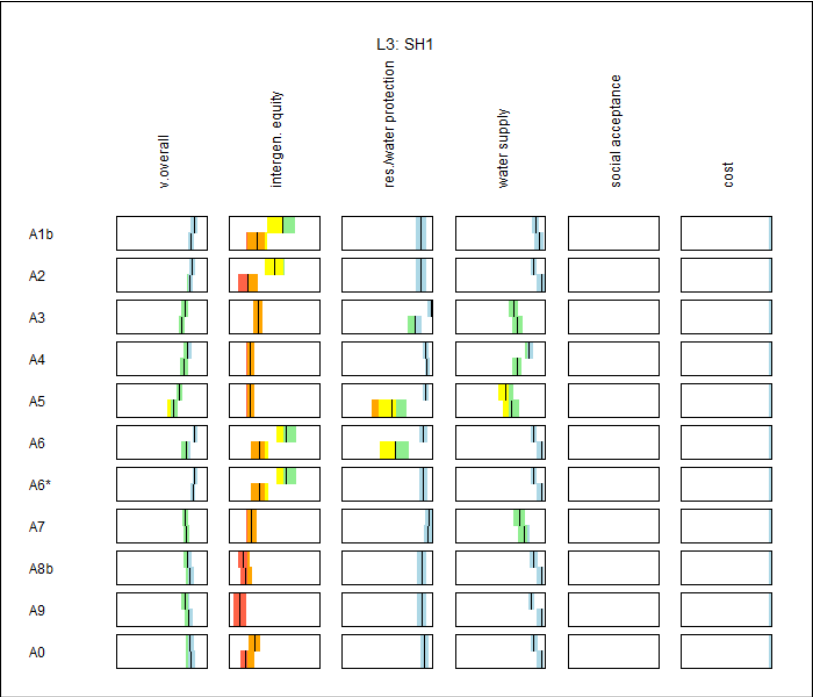 L3: SH1
v.overall
intergen. equity
res./water protection
water supply
social acceptance
cost
A1b
A2
A3
A4
A5
A6
A6*
A7
A8b
A9
A0